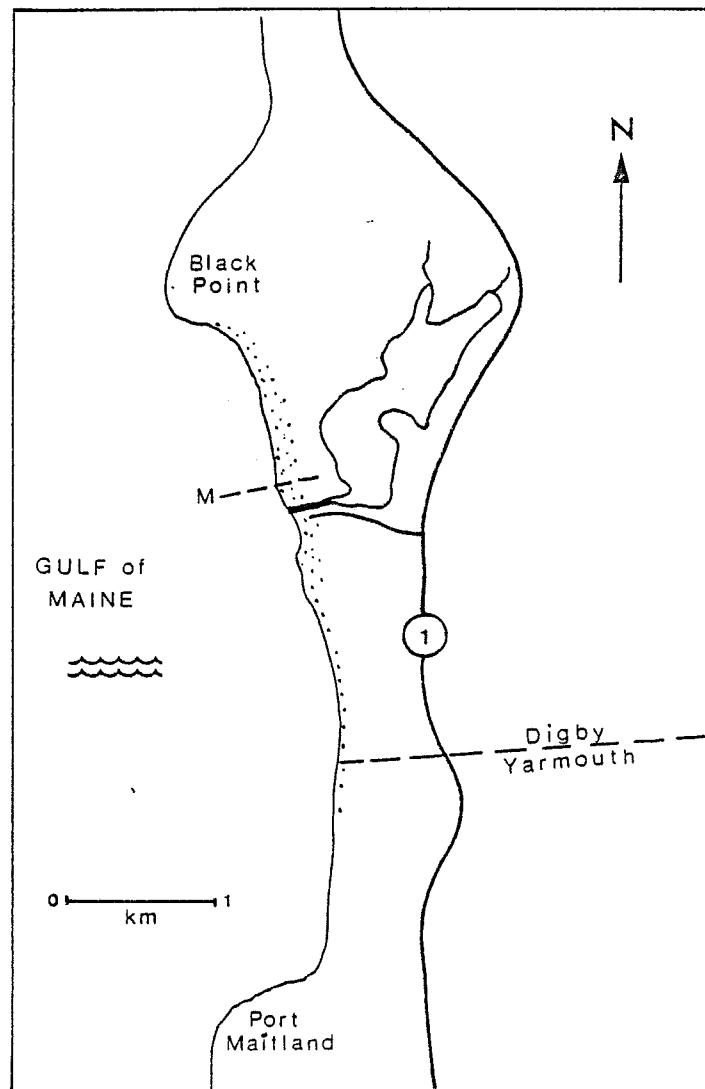 N
Black
Point
M
GULF of
MAINE
1
Digby
Yarmouth
0 1
km
Port
Maitland